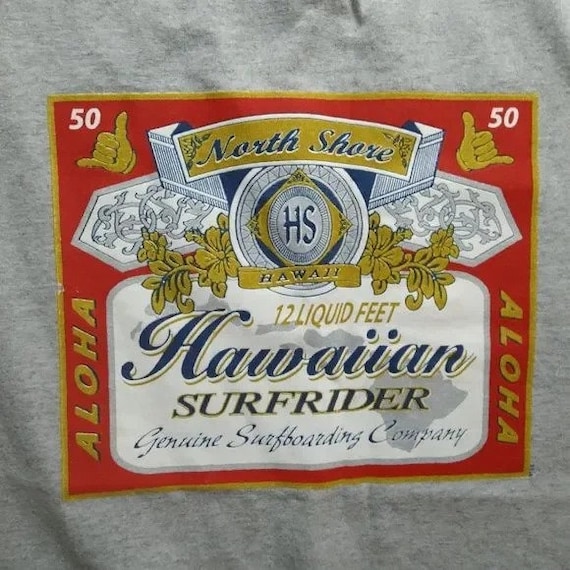 50
50
North Shore
HS
HAWAII
12 LIQUID FEET
Hawaiian
SURFRIDER
Genuine Surfboarding Company
ALOHA
ALOHA